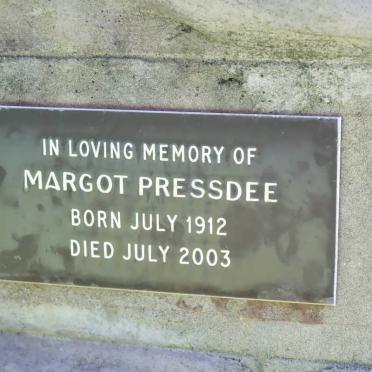 IN LOVING MEMORY OF
MARGOT PRESSDEE
BORN JULY 1912
DIED JULY 2003